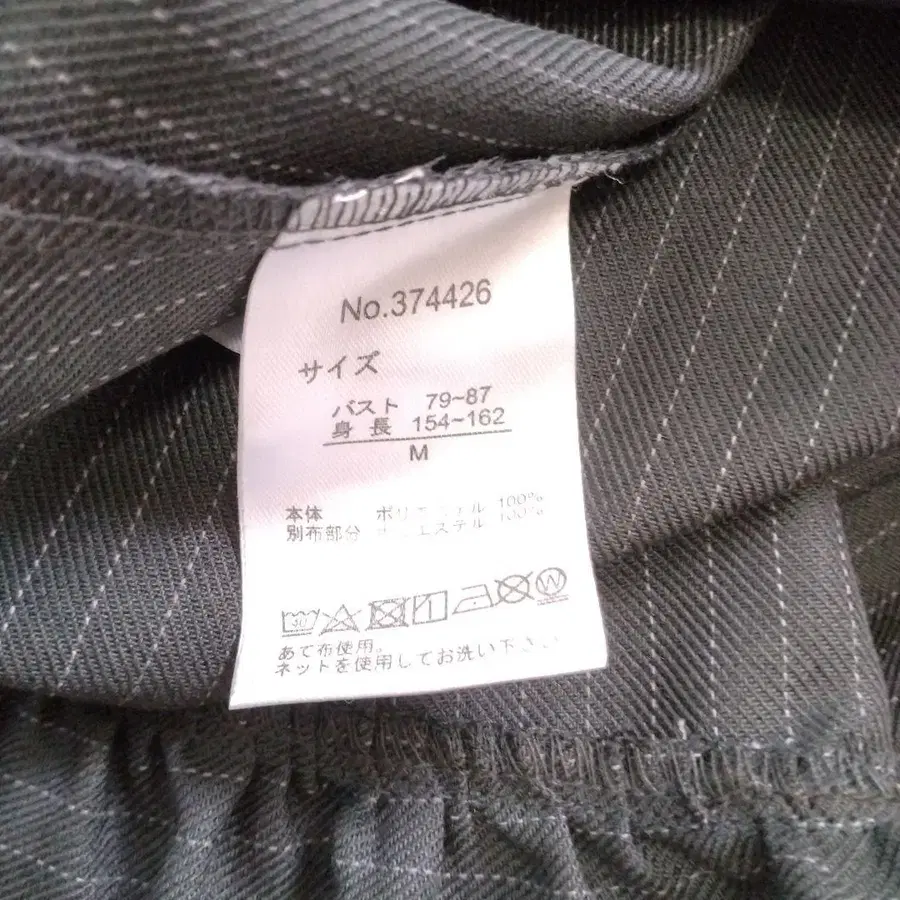 No.374426
サイズ
バスト 79~87
身長 154~162
M
本体 ポリエステル 100%
別布部分 ポリエステル 100%
40 W
あて布使用。
ネットを使用してお洗い下さい